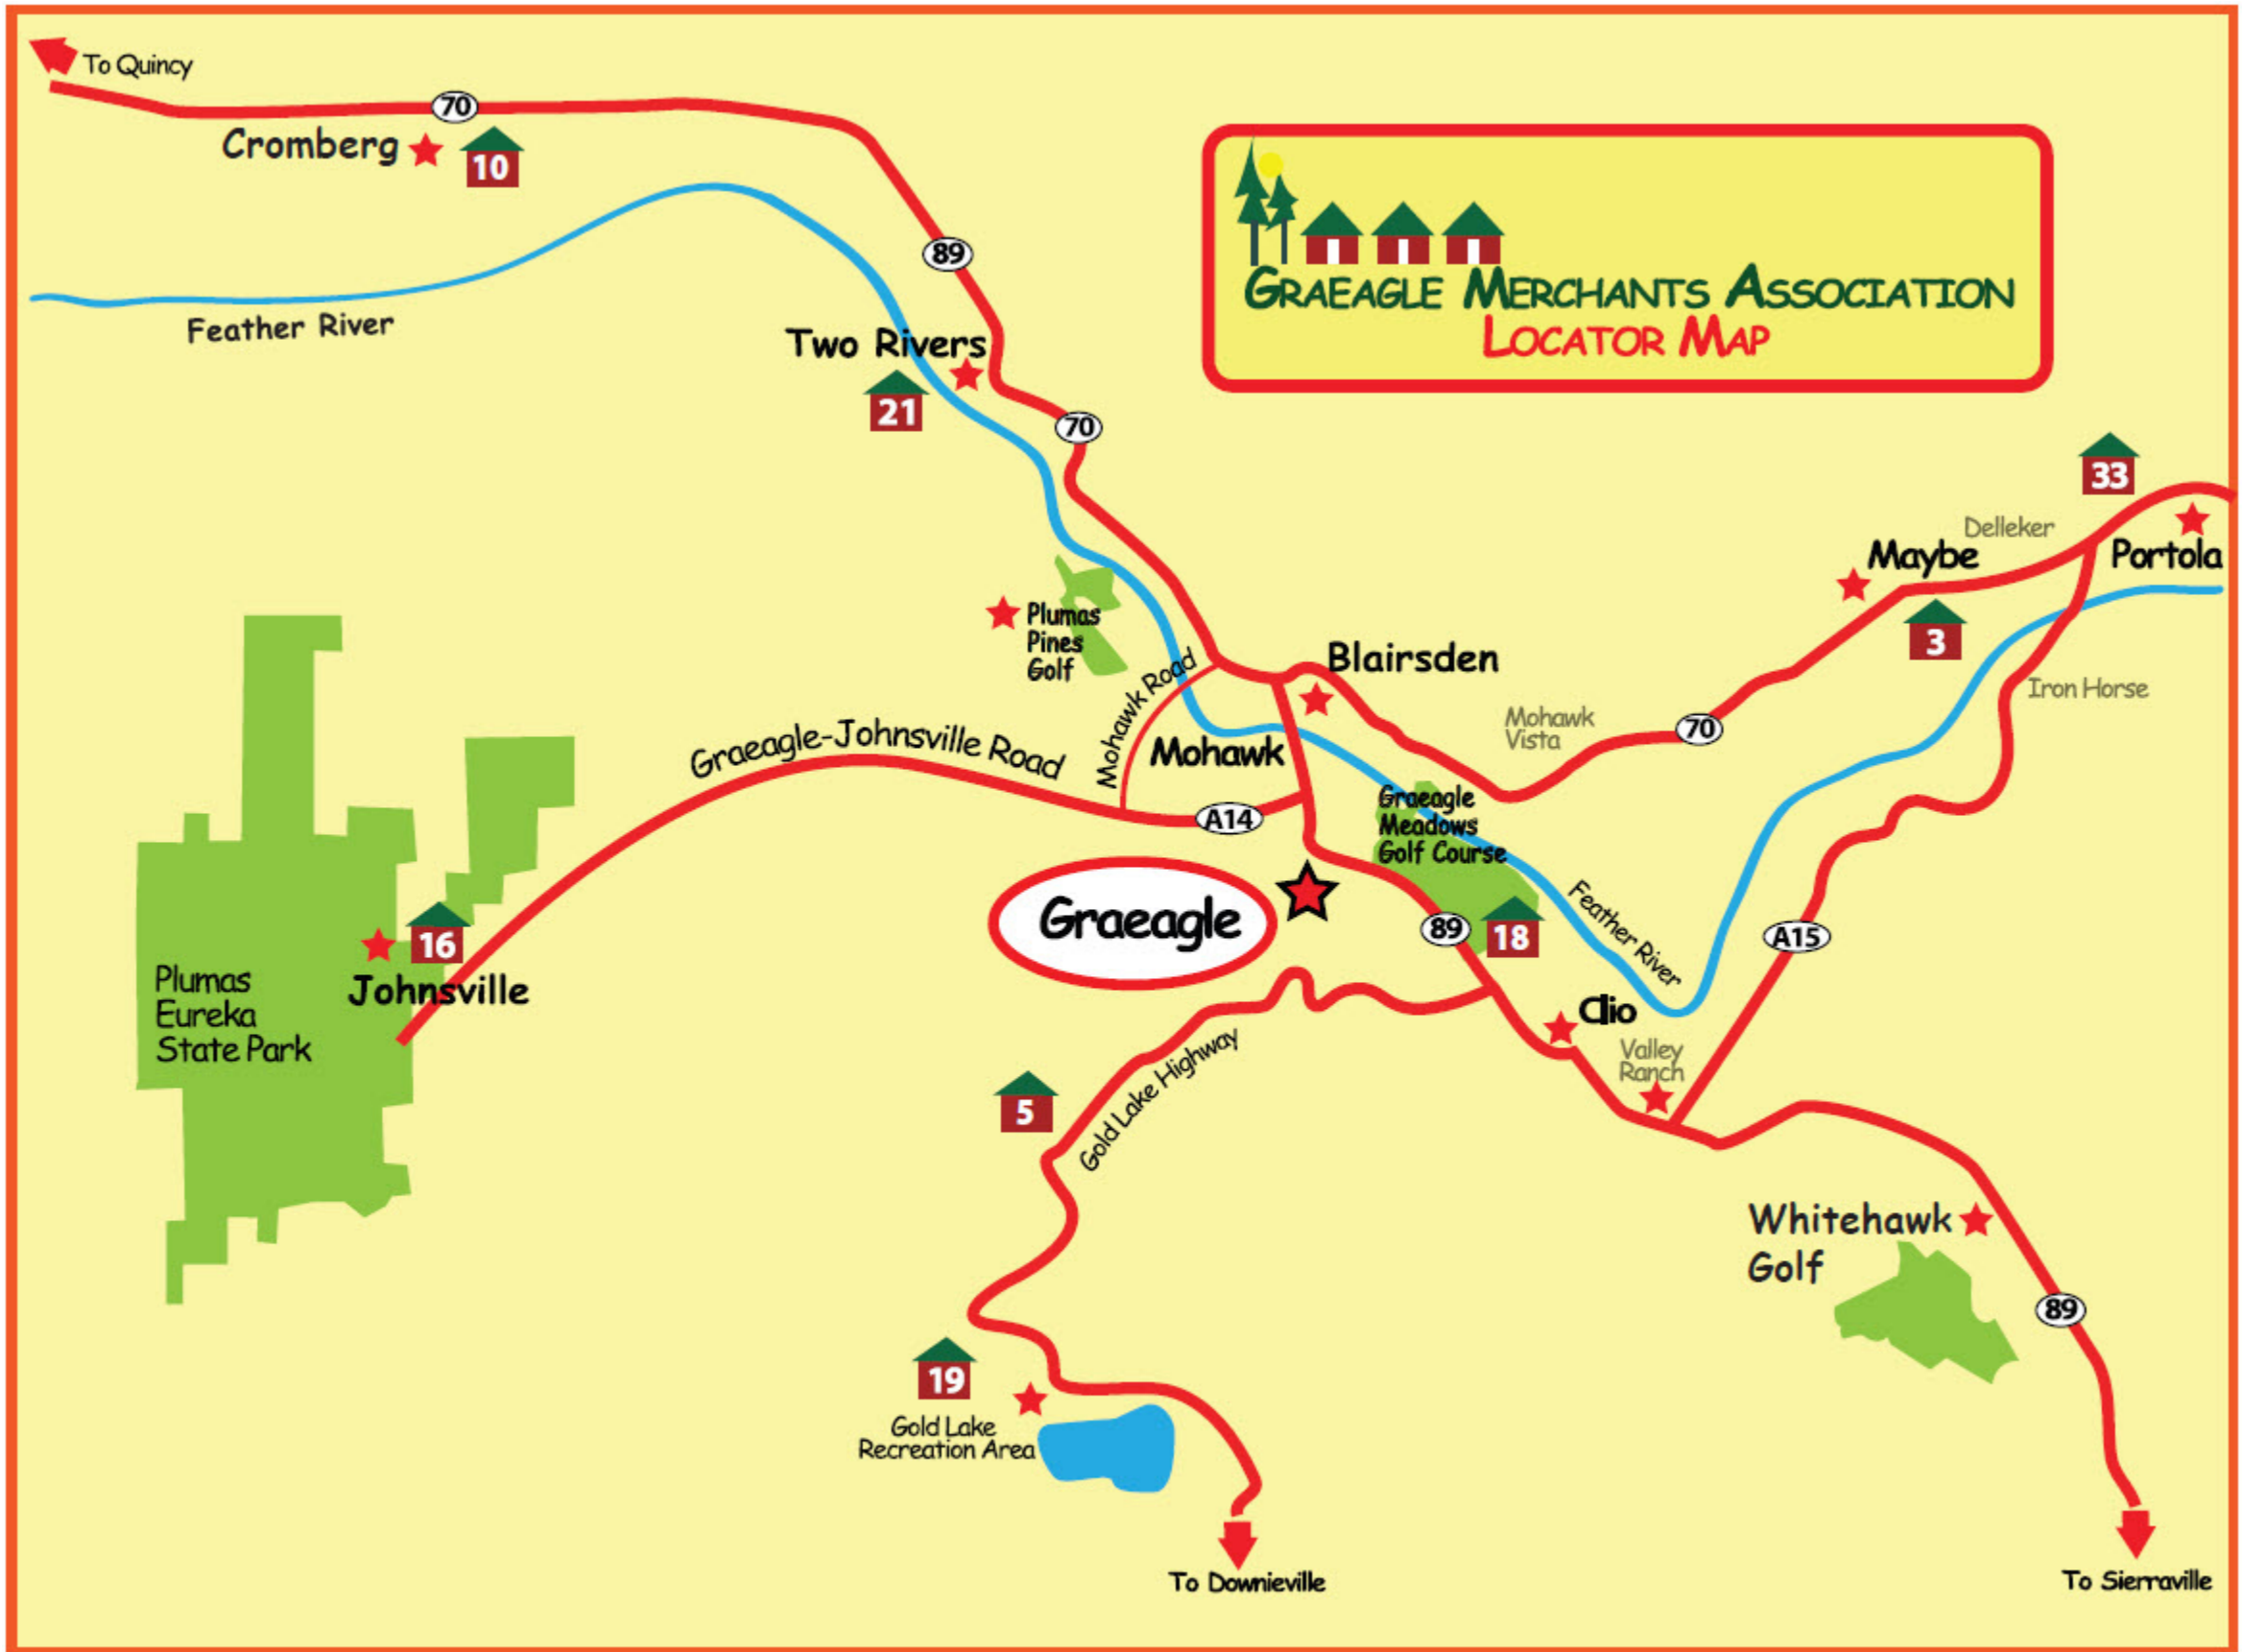 To Quincy
70
Cromberg
10
GRAEAGLE MERCHANTS ASSOCIATION
LOCATOR MAP
89
Feather River
Two Rivers
21
70
33
Delleker
Maybe
Portola
3
Plumas
Pines
Golf
Mohawk Road
Blairsden
Iron Horse
Mohawk
Vista
70
Graeagle-Johnsville Road
Mohawk
A14
Graeagle
Meadows
Golf Course
Graeagle
89
18
Feather River
A15
16
Johnsville
Plumas
Eureka
State Park
Clio
Valley
Ranch
Gold Lake Highway
5
Whitehawk
Golf
89
19
Gold Lake
Recreation Area
To Downieville
To Sierraville